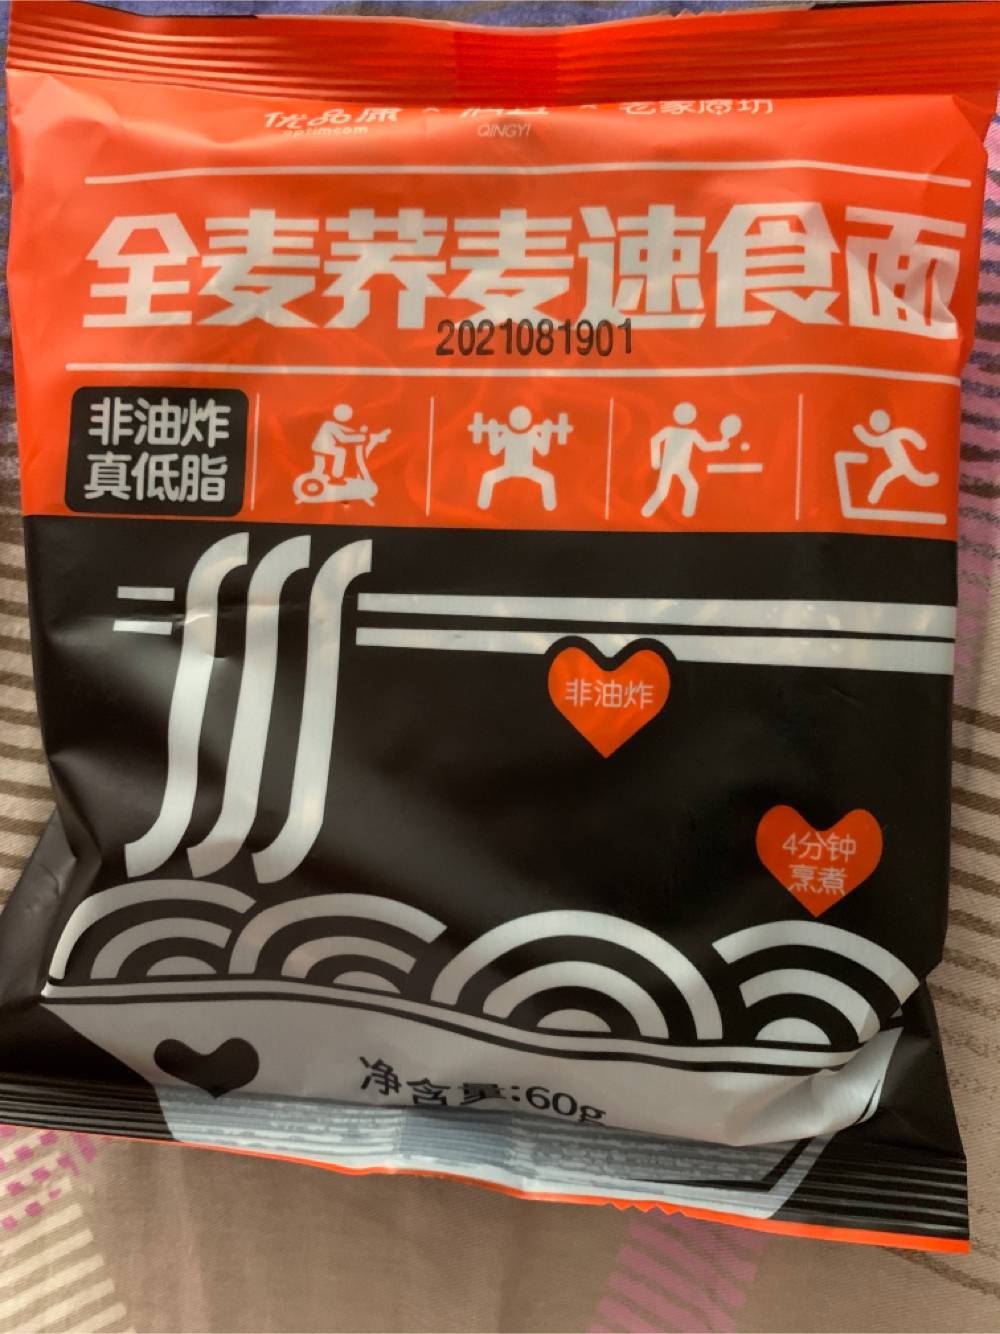 优品康 × ×
optimcom QINGYI
全麦荞麦速食面
2021081901
非油炸
真低脂
非油炸
4分钟
烹煮
净含量:60g